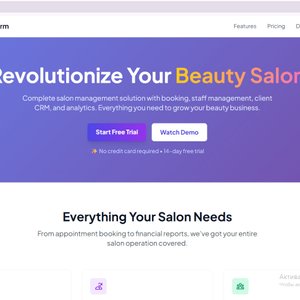 rm
Features Pricing D
Revolutionize Your Beauty Salon
Complete salon management solution with booking, staff management, client
CRM, and analytics. Everything you need to grow your beauty business.
Start Free Trial Watch Demo
✨ No credit card required • 14-day free trial
Everything Your Salon Needs
From appointment booking to financial reports, we've got your entire
salon operation covered.